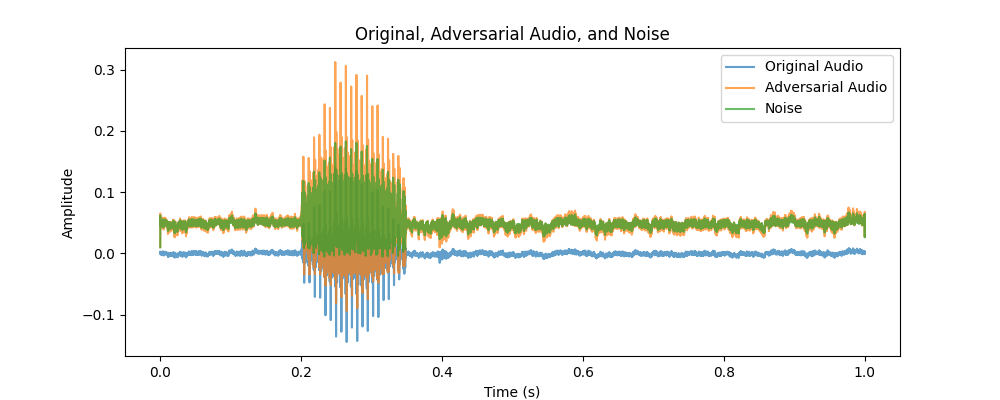 Original, Adversarial Audio, and Noise
Original Audio
Adversarial Audio
Noise
0.3
0.2
0.1
0.0
−0.1
Amplitude
0.0 0.2 0.4 0.6 0.8 1.0
Time (s)